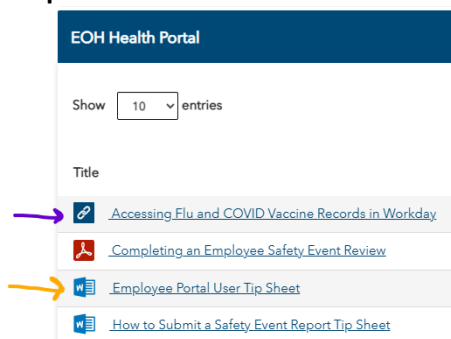 EOH Health Portal
Show 10 entries
Title
Accessing Flu and COVID Vaccine Records in Workday
Completing an Employee Safety Event Review
Employee Portal User Tip Sheet
How to Submit a Safety Event Report Tip Sheet